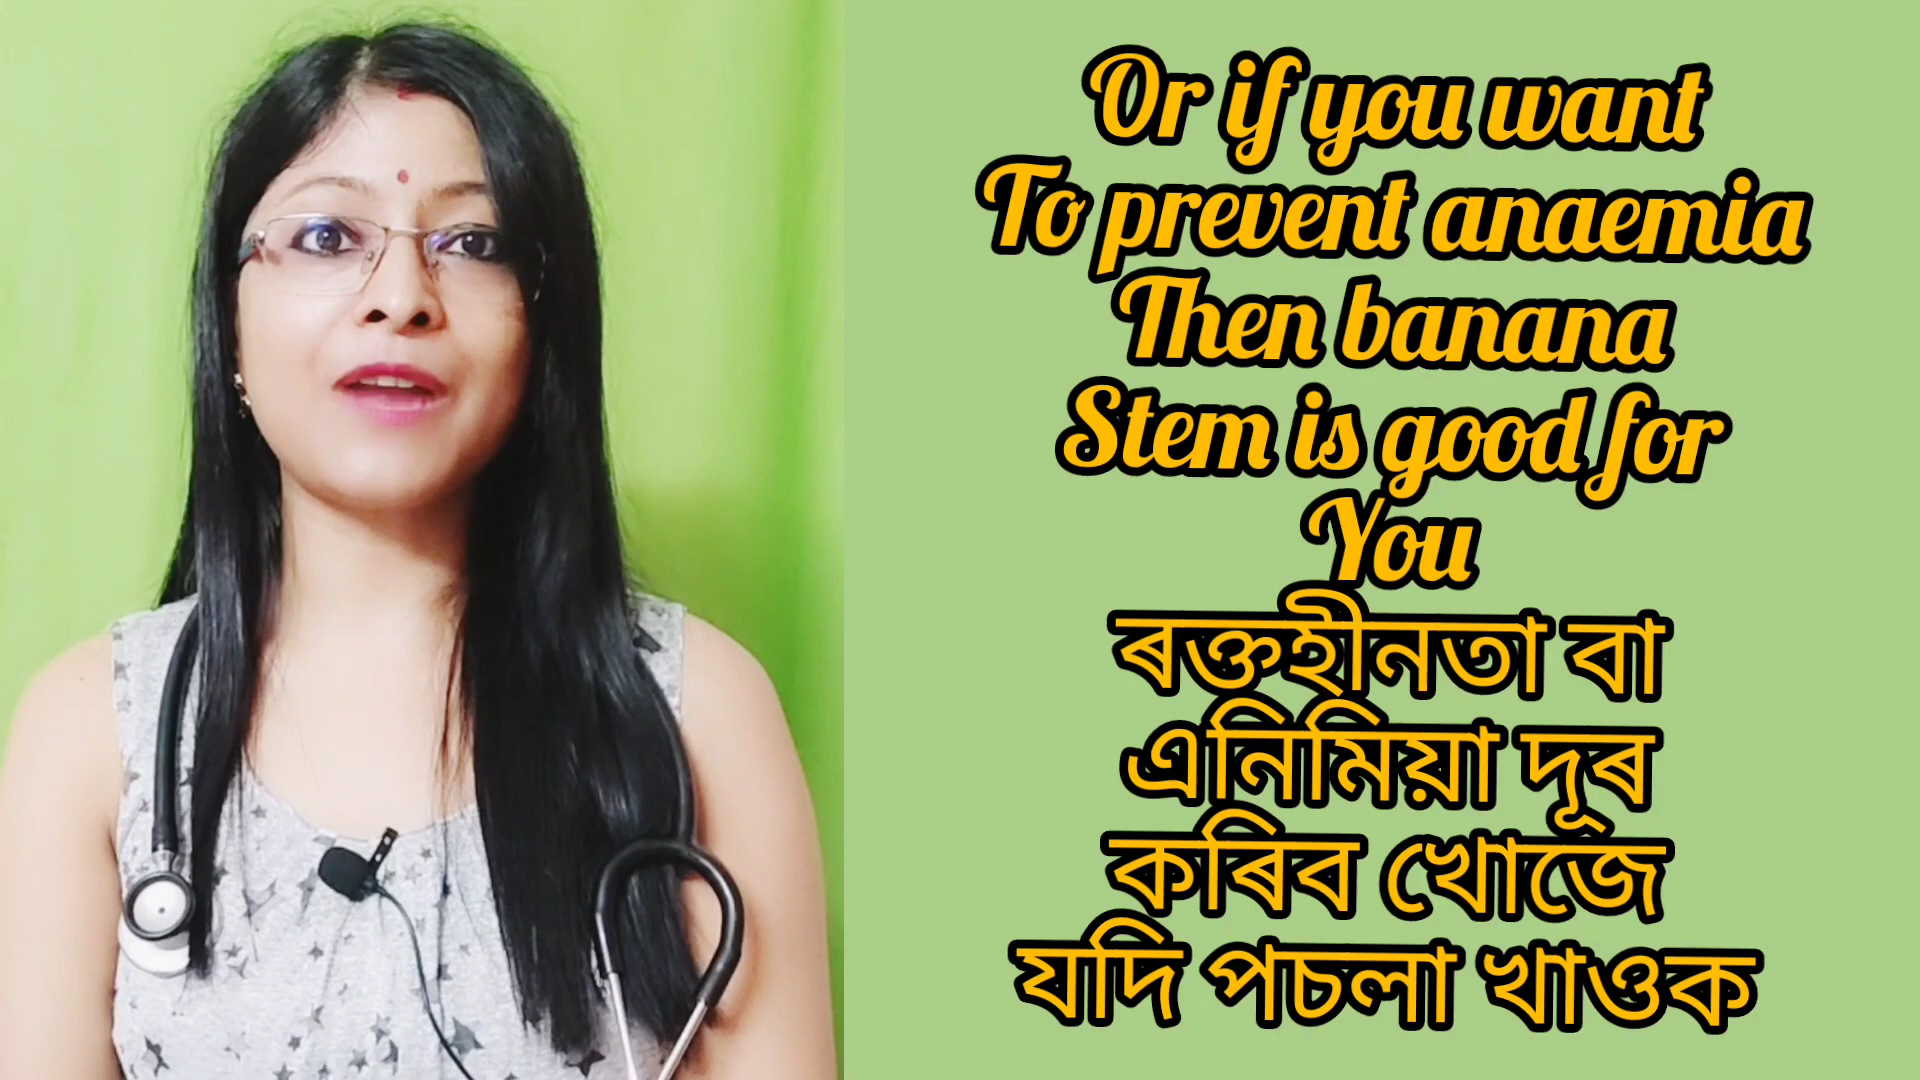 Or if you want
To prevent anaemia
Then banana
Stem is good for
You
ৰক্তহীনতা বা
এনিমিয়া দূৰ
কৰিব খোজে
যদি পচলা খাওক